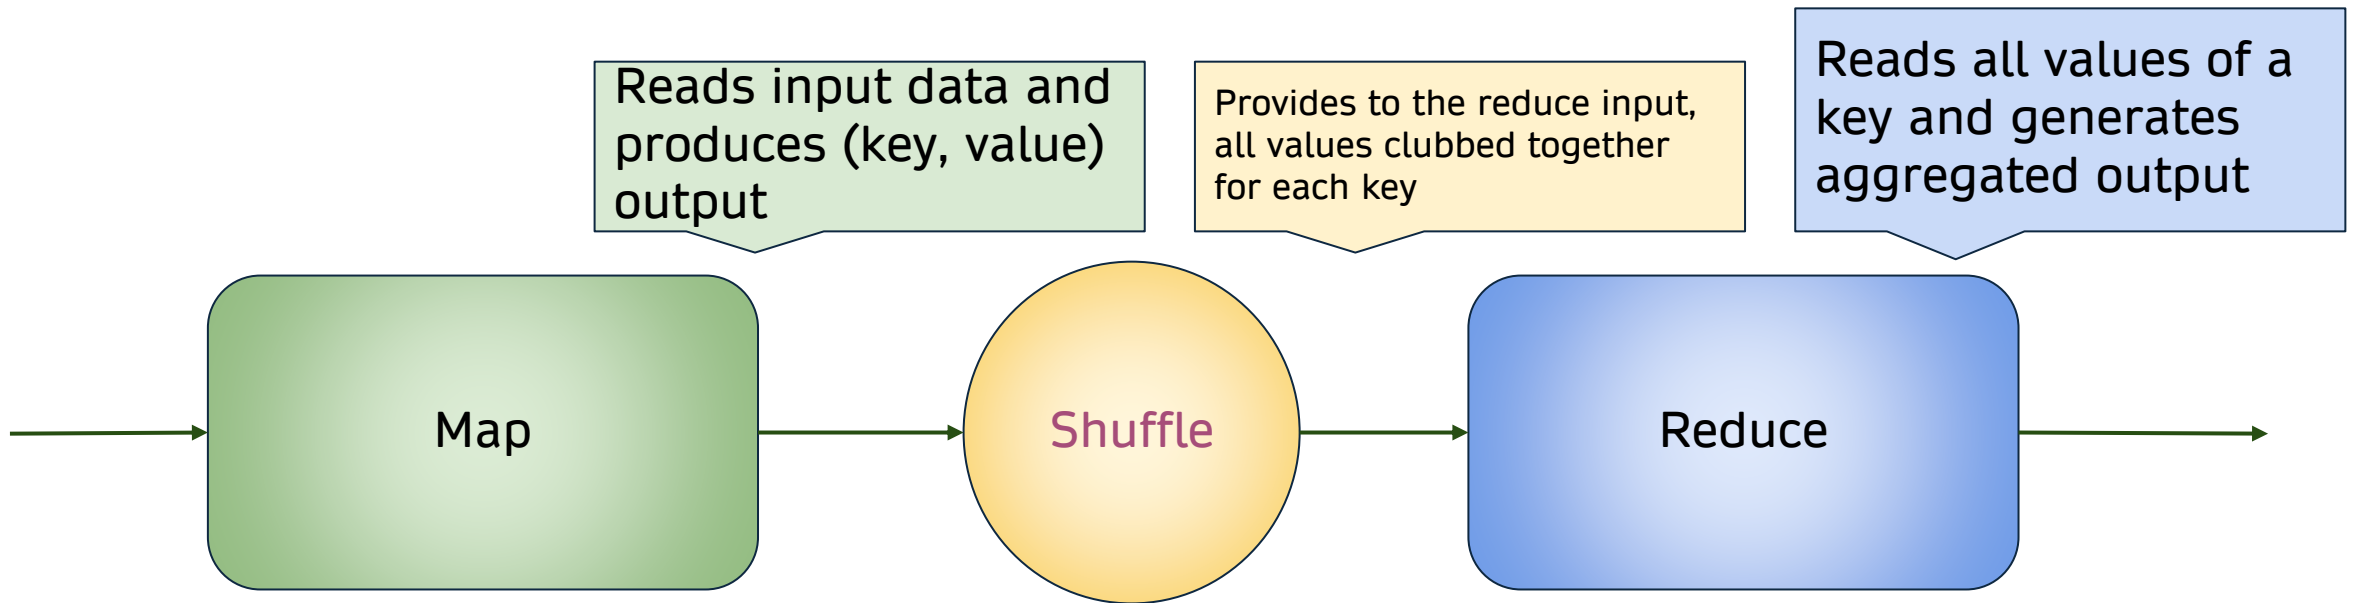 Reads input data and
produces (key, value)
output
Provides to the reduce input,
all values clubbed together
for each key
Reads all values of a
key and generates
aggregated output
Map
Shuffle
Reduce